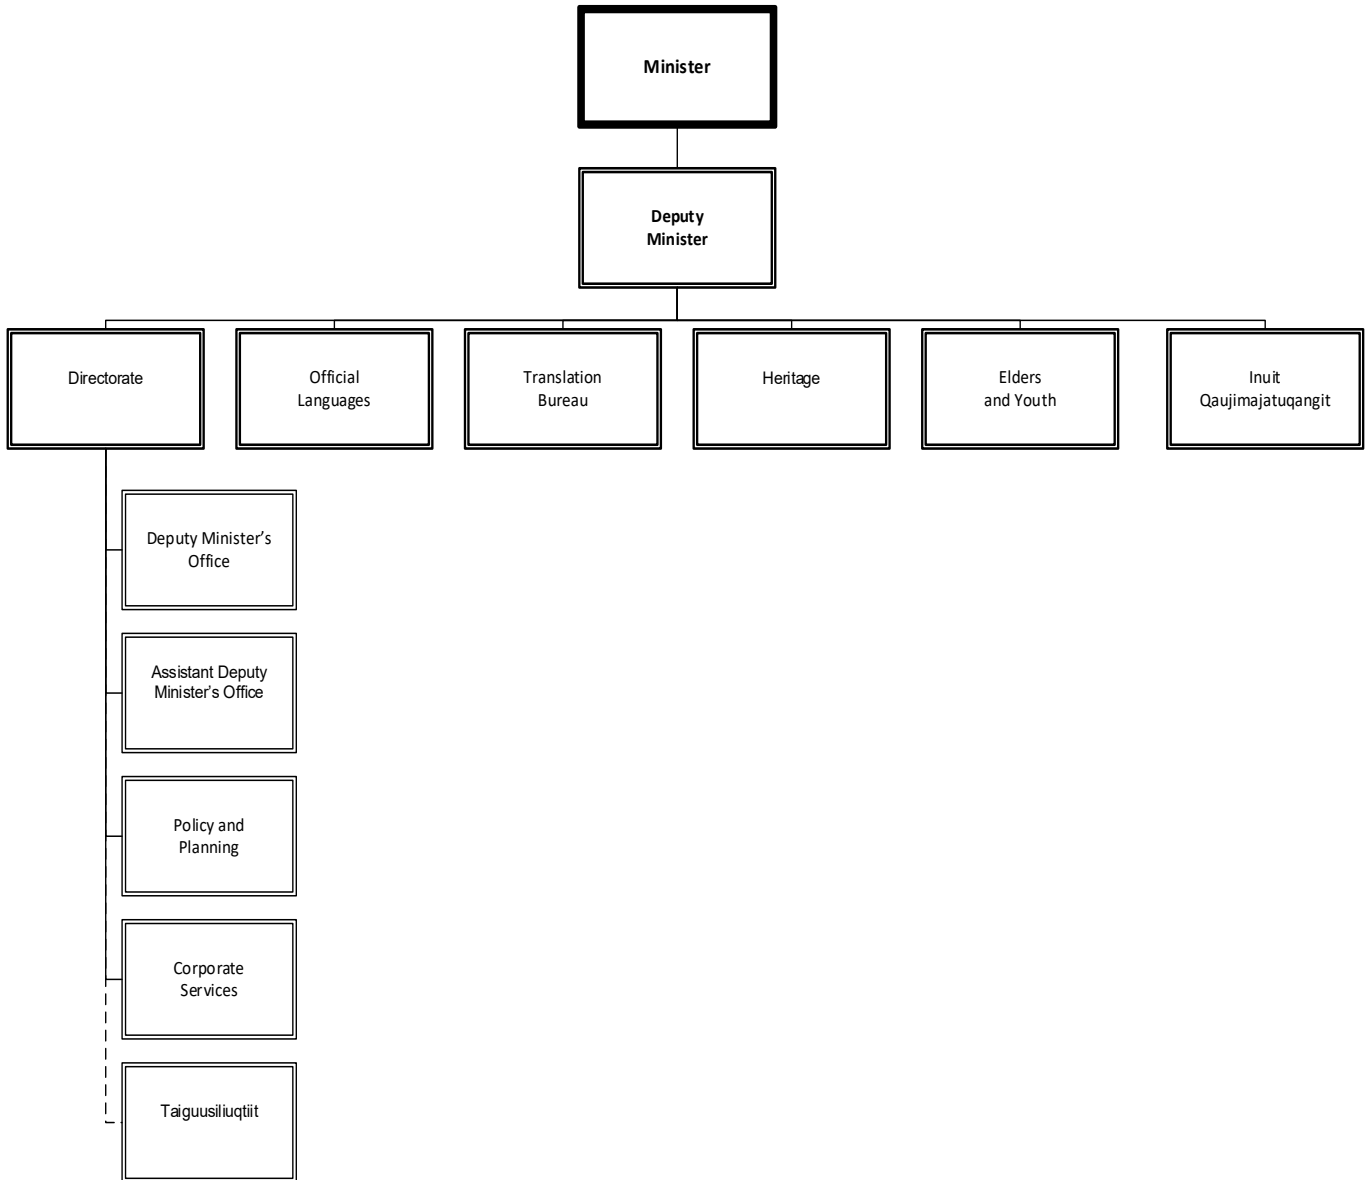 Minister
Deputy
Minister
Directorate
Official
Languages
Translation
Bureau
Heritage
Elders
and Youth
Inuit
Qaujimajatuqangit
Deputy Minister’s
Office
Assistant Deputy
Minister’s Office
Policy and
Planning
Corporate
Services
Taiguusiliuqtiit